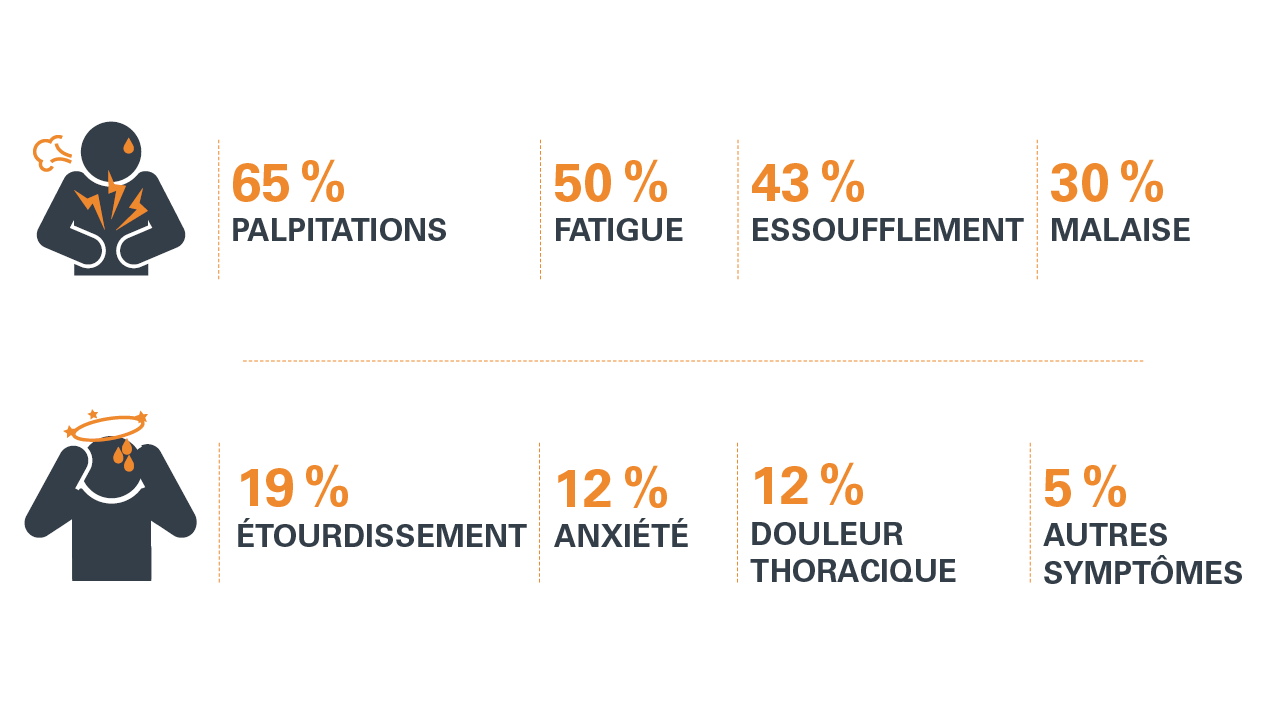 65 %
PALPITATIONS
50 %
FATIGUE
43 %
ESSOUFFLEMENT
30 %
MALAISE
19 %
ÉTOURDISSEMENT
12 %
ANXIÉTÉ
12 %
DOULEUR
THORACIQUE
5 %
AUTRES
SYMPTÔMES